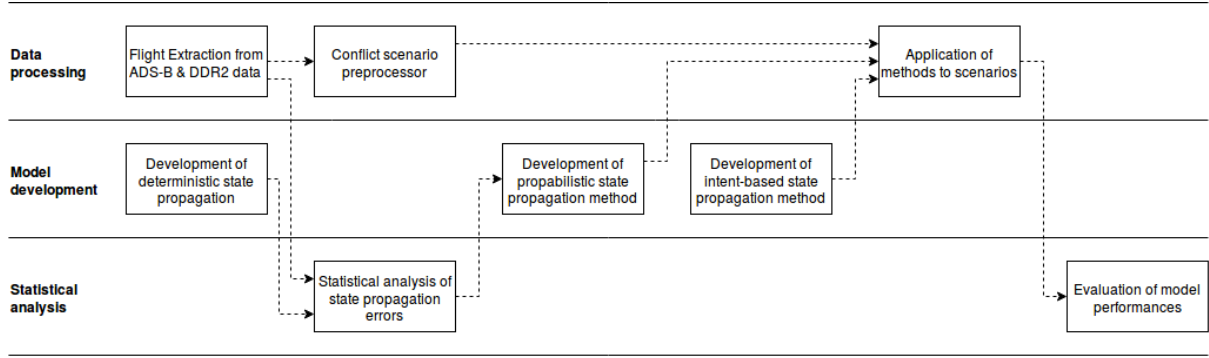 Data
processing
Flight Extraction from
ADS-B & DDR2 data
Conflict scenario
preprocessor
Application of
methods to scenarios
Model
development
Development of
deterministic state
propagation
Development of
propabilistic state
propagation method
Development of
intent-based state
propagation method
Statistical
analysis
Statistical analysis of
state propagation
errors
Evaluation of model
performances